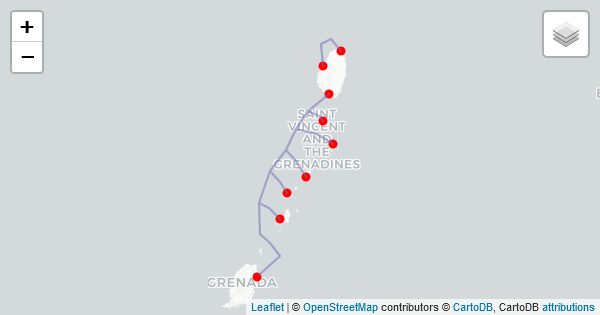 +
−
SAINT
VINCENT
AND
THE
GRENADINES
GRENADA
Leaflet | © OpenStreetMap contributors © CartoDB, CartoDB attributions